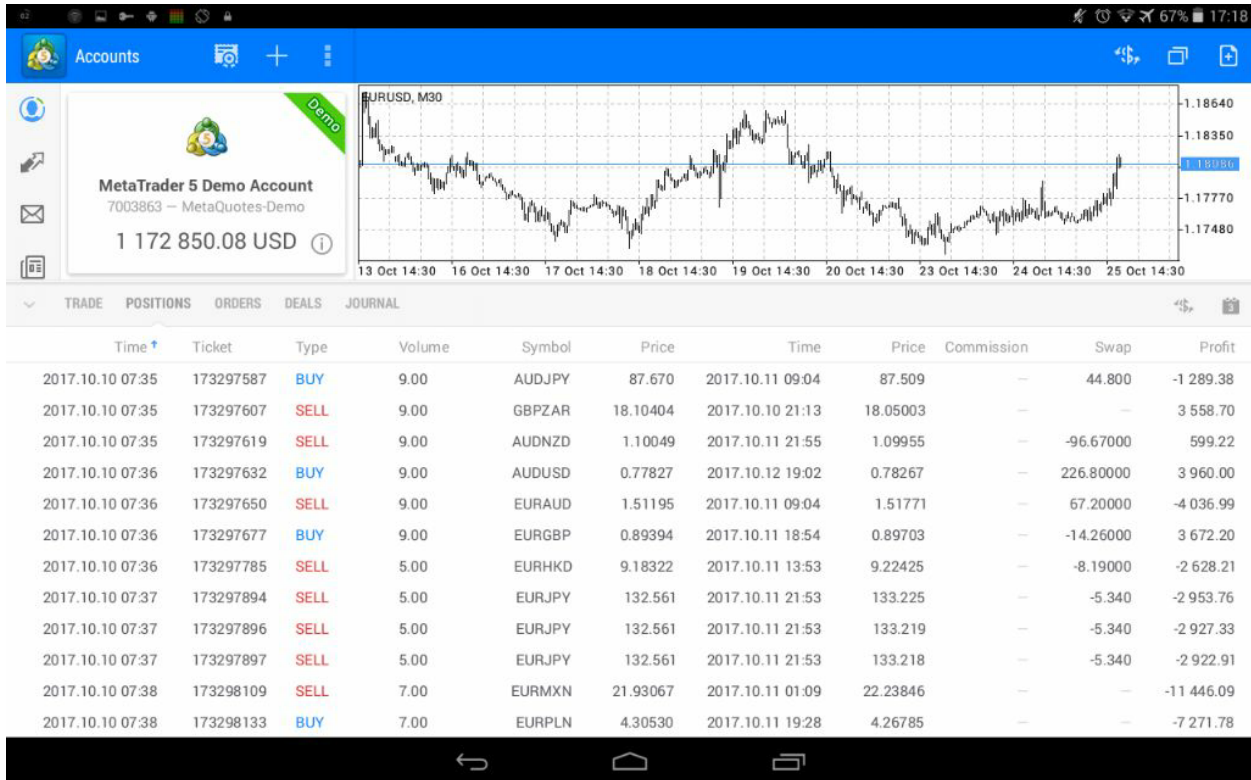 67% 17:18
Accounts
EURUSD, M30
Demo
MetaTrader 5 Demo Account
7003863 — MetaQuotes-Demo
1 172 850.08 USD
1.18640
1.18350
1.18086
1.17770
1.17480
13 Oct 14:30 16 Oct 14:30 17 Oct 14:30 18 Oct 14:30 19 Oct 14:30 20 Oct 14:30 23 Oct 14:30 24 Oct 14:30 25 Oct 14:30
TRADE POSITIONS ORDERS DEALS JOURNAL
Time Ticket Type Volume Symbol Price Time Price Commission Swap Profit
2017.10.10 07:35 173297587 BUY 9.00 AUDJPY 87.670 2017.10.11 09:04 87.509 — 44.800 -1 289.38
2017.10.10 07:35 173297607 SELL 9.00 GBPZAR 18.10404 2017.10.10 21:13 18.05003 — — 3 558.70
2017.10.10 07:35 173297619 SELL 9.00 AUDNZD 1.10049 2017.10.11 21:55 1.09955 — -96.67000 599.22
2017.10.10 07:36 173297632 BUY 9.00 AUDUSD 0.77827 2017.10.12 19:02 0.78267 — 226.80000 3 960.00
2017.10.10 07:36 173297650 SELL 9.00 EURAUD 1.51195 2017.10.11 09:04 1.51771 — 67.20000 -4 036.99
2017.10.10 07:36 173297677 BUY 9.00 EURGBP 0.89394 2017.10.11 18:54 0.89703 — -14.26000 3 672.20
2017.10.10 07:36 173297785 SELL 5.00 EURHKD 9.18322 2017.10.11 13:53 9.22425 — -8.19000 -2 628.21
2017.10.10 07:37 173297894 SELL 5.00 EURJPY 132.561 2017.10.11 21:53 133.225 — -5.340 -2 953.76
2017.10.10 07:37 173297896 SELL 5.00 EURJPY 132.561 2017.10.11 21:53 133.219 — -5.340 -2 927.33
2017.10.10 07:37 173297897 SELL 5.00 EURJPY 132.561 2017.10.11 21:53 133.218 — -5.340 -2 922.91
2017.10.10 07:38 173298109 SELL 7.00 EURMXN 21.93067 2017.10.11 01:09 22.23846 — — -11 446.09
2017.10.10 07:38 173298133 BUY 7.00 EURPLN 4.30530 2017.10.11 19:28 4.26785 — — -7 271.78